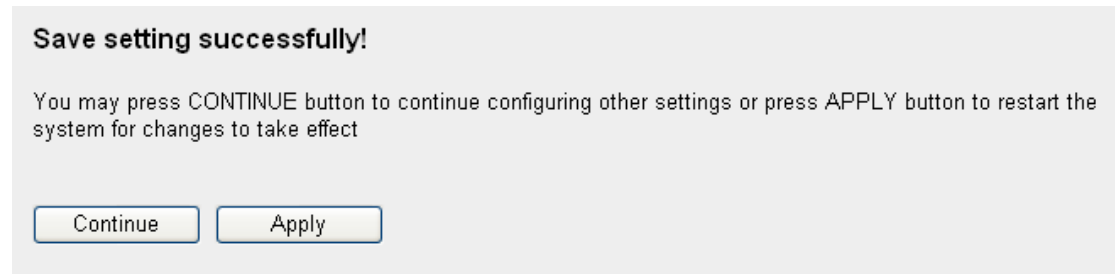 Save setting successfully!
You may press CONTINUE button to continue configuring other settings or press APPLY button to restart the
system for changes to take effect
Continue Apply